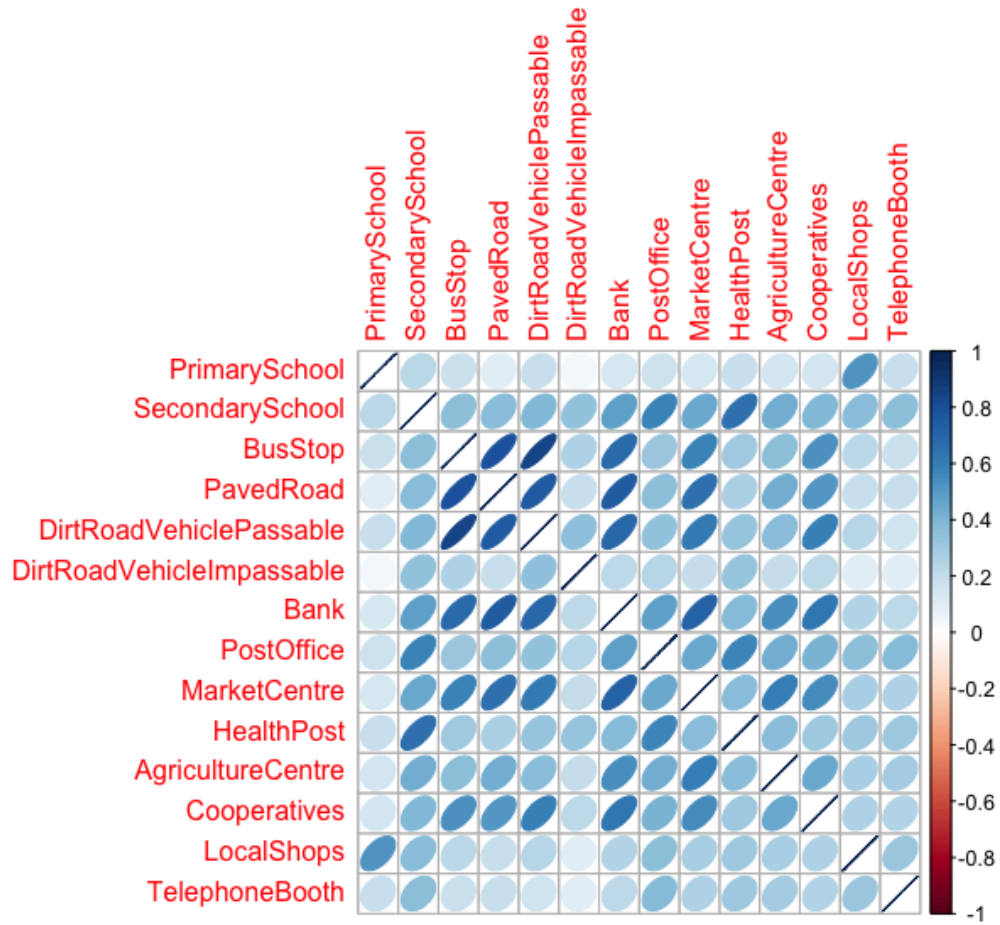 PrimarySchool
SecondarySchool
BusStop
PavedRoad
DirtRoadVehiclePassable
DirtRoadVehicleImpassable
Bank
PostOffice
MarketCentre
HealthPost
AgricultureCentre
Cooperatives
LocalShops
TelephoneBooth
PrimarySchool
SecondarySchool
BusStop
PavedRoad
DirtRoadVehiclePassable
DirtRoadVehicleImpassable
Bank
PostOffice
MarketCentre
HealthPost
AgricultureCentre
Cooperatives
LocalShops
TelephoneBooth
1
0.8
0.6
0.4
0.2
0
-0.2
-0.4
-0.6
-0.8
-1